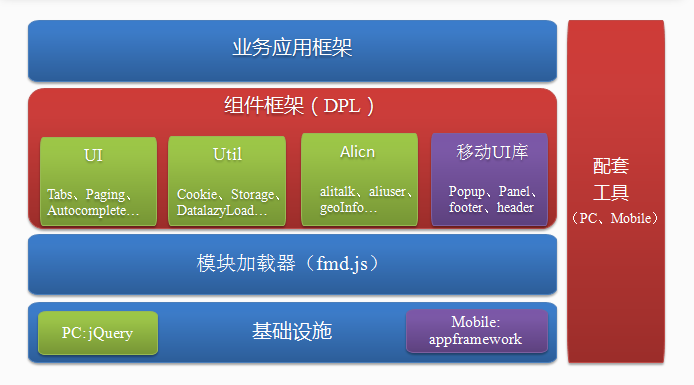 业务应用框架
组件框架（DPL）
UI
Tabs、Paging、
Autocomplete…
Util
Cookie、Storage、
DatalazyLoad…
Alicn
alitalk、aliuser、
geoInfo…
移动UI库
Popup、Panel、
footer、header
模块加载器（fmd.js）
PC: jQuery
基础设施
Mobile:
appframework
配套
工具
（PC、Mobile）